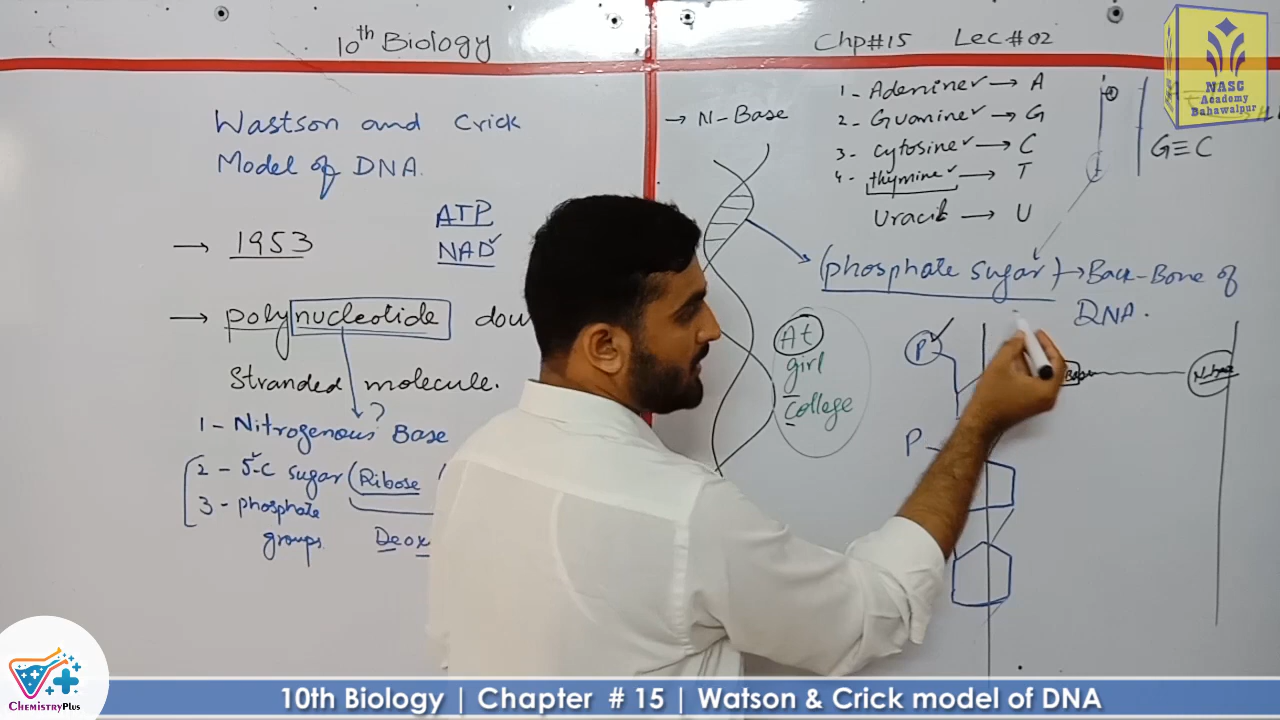 10th Biology
Chp#15 Lec#02
NASC
Academy
Bahawalpur
Wastson and Crick
Model of DNA.
→ 1953
ATP
NAD
→ polynucleotide dou
Stranded molecule.
?
1- Nitrogenous Base
2- 5-C sugar (Ribose
3- phosphate
groups.
Deox
→ N-Base
1- Adenine → A
2- Guanine → G
3- cytosine → C
4- thymine → T
Uracil → U
G≡C
(phosphate sugar) → Back-Bone of
DNA.
At
girl
College
P
Base
N-base
P
ChemistryPlus
10th Biology | Chapter # 15 | Watson & Crick model of DNA